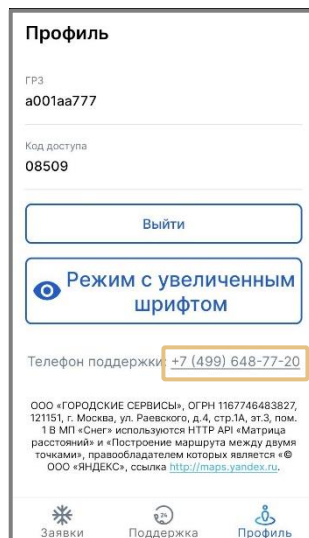 Профиль
ГРЗ
а001аа777
Код доступа
08509
Выйти
Режим с увеличенным
шрифтом
Телефон поддержки: +7 (499) 648-77-20
ООО «ГОРОДСКИЕ СЕРВИСЫ», ОГРН 1167746483827,
121151, г. Москва, ул. Раевского, д.4, стр.1А, эт.3, пом.
1 В МП «Снег» используются HTTP API «Матрица
расстояний» и «Построение маршрута между двумя
точками», правообладателем которых является «©
ООО «ЯНДЕКС», ссылка http://maps.yandex.ru.
24
Заявки Поддержка Профиль